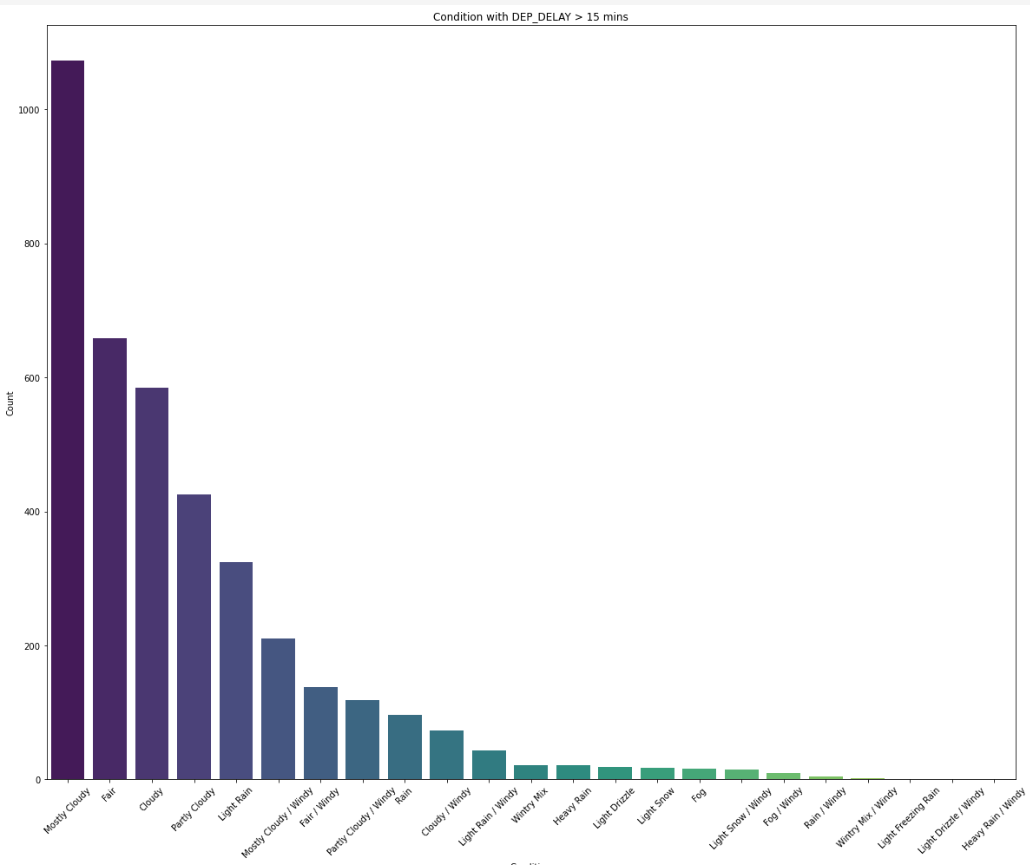 Condition with DEP_DELAY > 15 mins
1000
800
600
400
200
0
Count
Mostly Cloudy
Fair
Cloudy
Partly Cloudy
Light Rain
Mostly Cloudy / Windy
Fair / Windy
Partly Cloudy / Windy
Rain
Cloudy / Windy
Light Rain / Windy
Wintry Mix
Heavy Rain
Light Drizzle
Light Snow
Fog
Light Snow / Windy
Fog / Windy
Rain / Windy
Wintry Mix / Windy
Light Freezing Rain
Light Drizzle / Windy
Heavy Rain / Windy